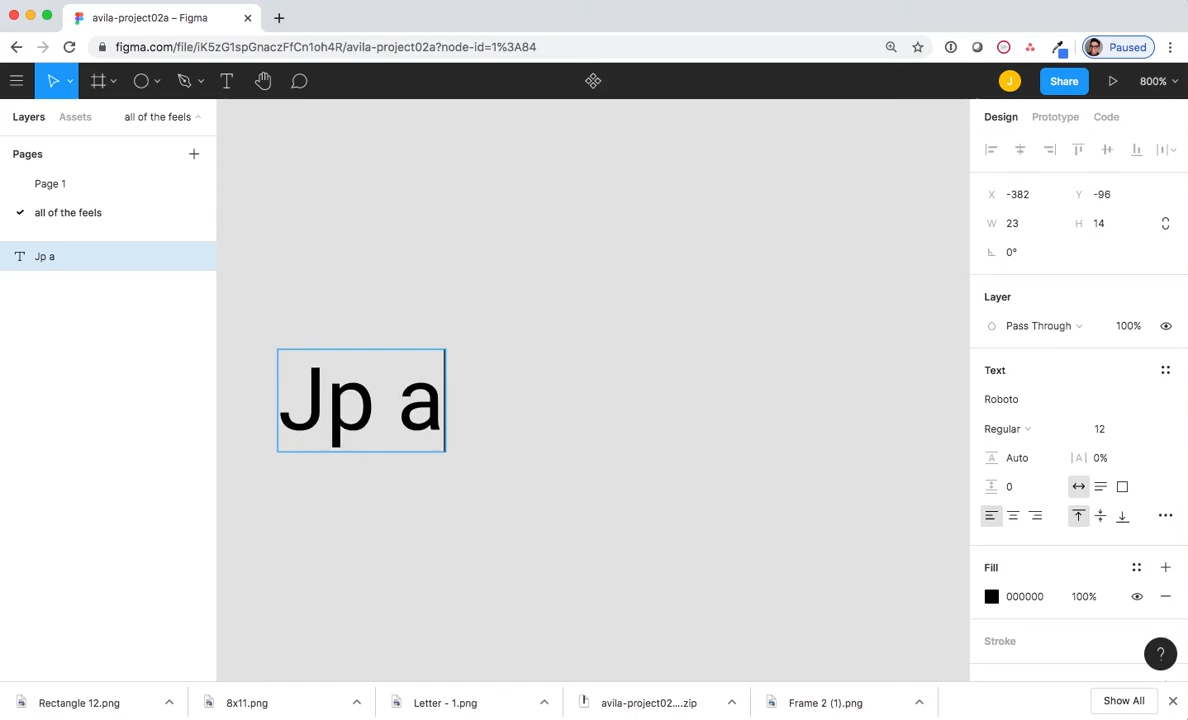 avila-project02a – Figma
figma.com/file/iK5zG1spGnaczFfCn1oh4R/avila-project02a?node-id=1%3A84
Paused
J
Share
800%
Layers
Assets
all of the feels
Design
Prototype
Code
Pages
Page 1
all of the feels
Jp a
Jp a
X -382
Y -96
W 23
H 14
0°
Layer
Pass Through
100%
Text
Roboto
Regular
12
A Auto
|A| 0%
0
Fill
000000
100%
Stroke
?
Rectangle 12.png
8x11.png
Letter - 1.png
avila-project02....zip
Frame 2 (1).png
Show All